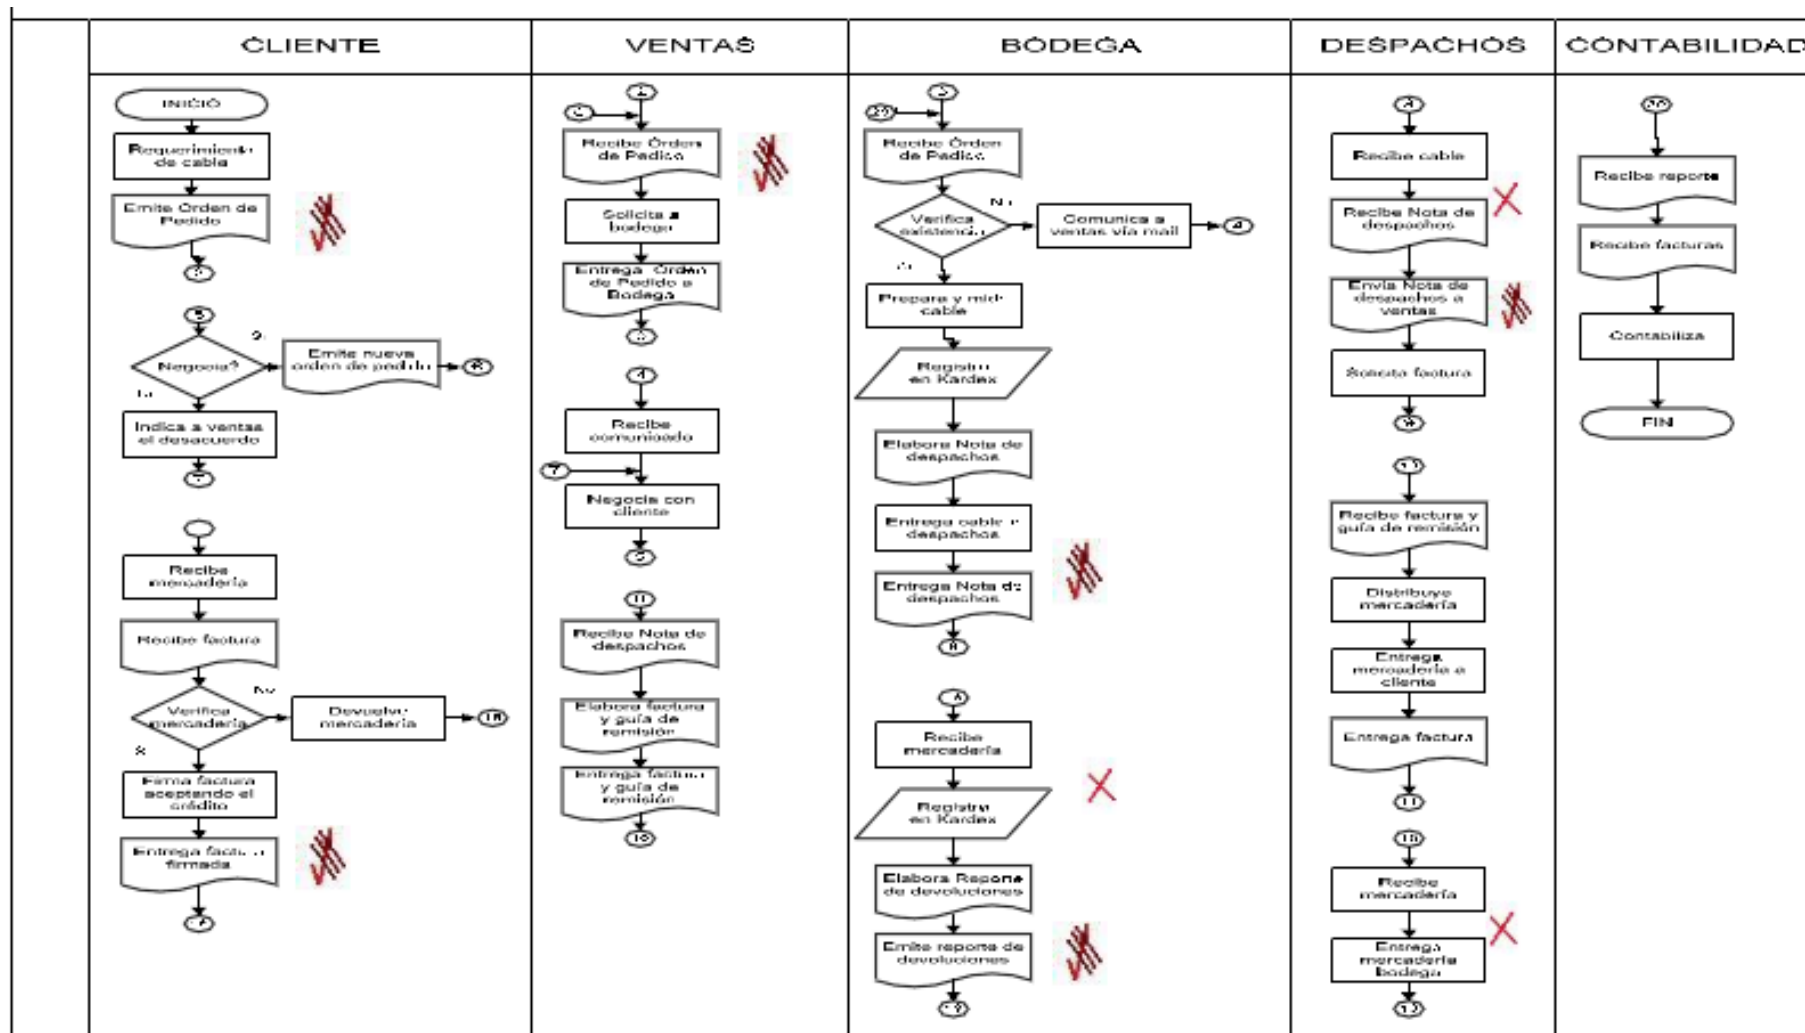 CLIENTE
VENTAS
BODEGA
DESPACHOS
CONTABILIDAD
INICIO
Requerimiento
de cable
Emite Orden de
Pedido
Negocia?
Emite nueva
orden de pedido
Indica a ventas
el desacuerdo
7
Recibe
mercadería
Recibe factura
Verifica
mercadería
No
Devuelve
mercadería
Firma factura
aceptando el
crédito
Entrega
firmada
Recibe Orden
de Pedido
Solicita a
bodega
Entrega Orden
de Pedido a
Bodega
4
Recibe
comunicado
7
Negocia con
cliente
Recibe Nota de
despachos
Elabora factura
y guía de
remisión
Entrega factura
y guía de
remisión
Recibe Orden
de Pedido
Verifica
existencia
Comunica a
ventas vía mail
4
Prepara y
cable
Registra
en Kardex
Elabora Nota de
despachos
Entrega cable
despachos
Entrega Nota de
despachos
Recibe
mercadería
Registra
en Kardex
Elabora Reporte
de devoluciones
Emite reporte de
devoluciones
Recibe cable
Recibe Nota de
despachos
Envía Nota de
despachos a
ventas
Solicita factura
Recibe factura y
guía de remisión
Distribuye
mercadería
Entrega
mercadería a
cliente
Entrega factura
Recibe
mercadería
Entrega
mercadería
bodega
Recibe reporte
Recibe facturas
Contabiliza
FIN